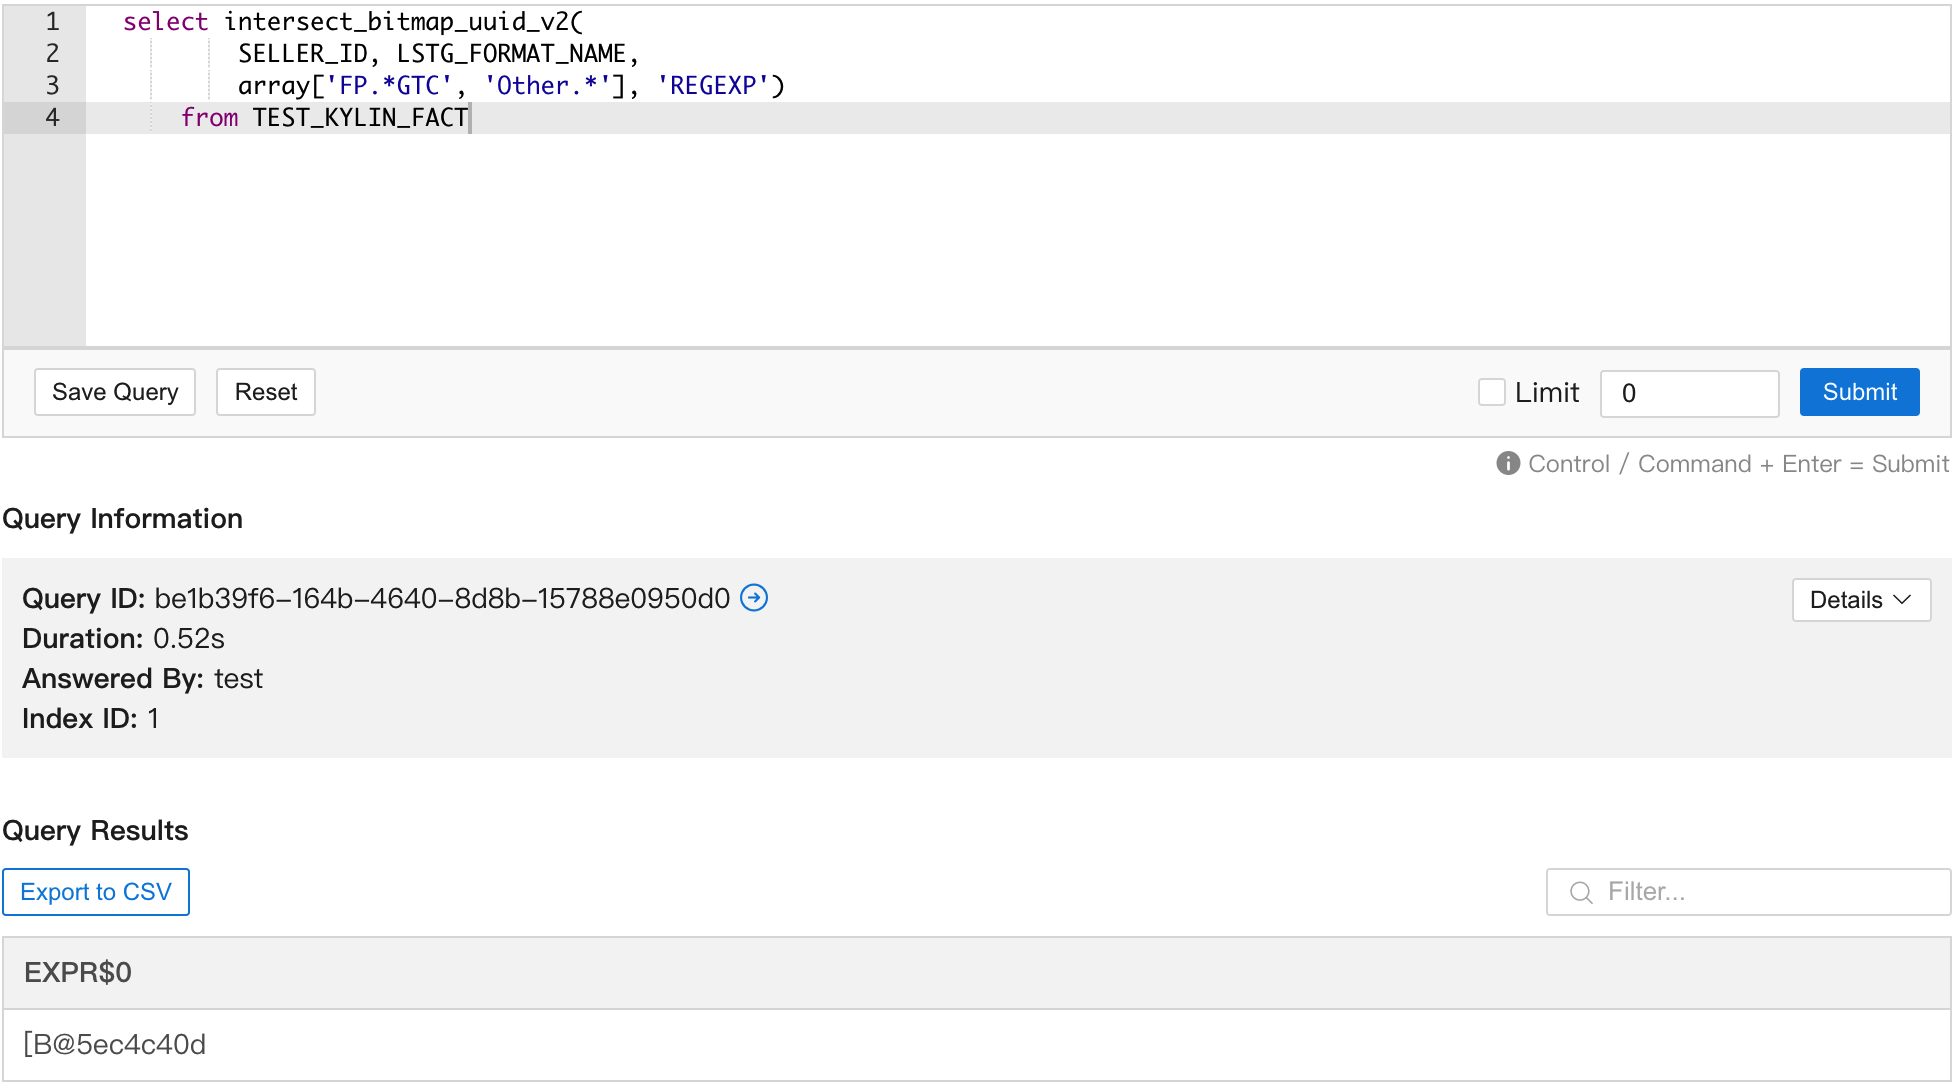 1 select intersect_bitmap_uuid_v2(
2 SELLER_ID, LSTG_FORMAT_NAME,
3 array['FP.*GTC', 'Other.*'], 'REGEXP')
4 from TEST_KYLIN_FACT
Save Query Reset Limit 0 Submit
Control / Command + Enter = Submit
Query Information
Query ID: be1b39f6-164b-4640-8d8b-15788e0950d0 Details
Duration: 0.52s
Answered By: test
Index ID: 1
Query Results
Export to CSV Filter...
EXPR$0
[B@5ec4c40d